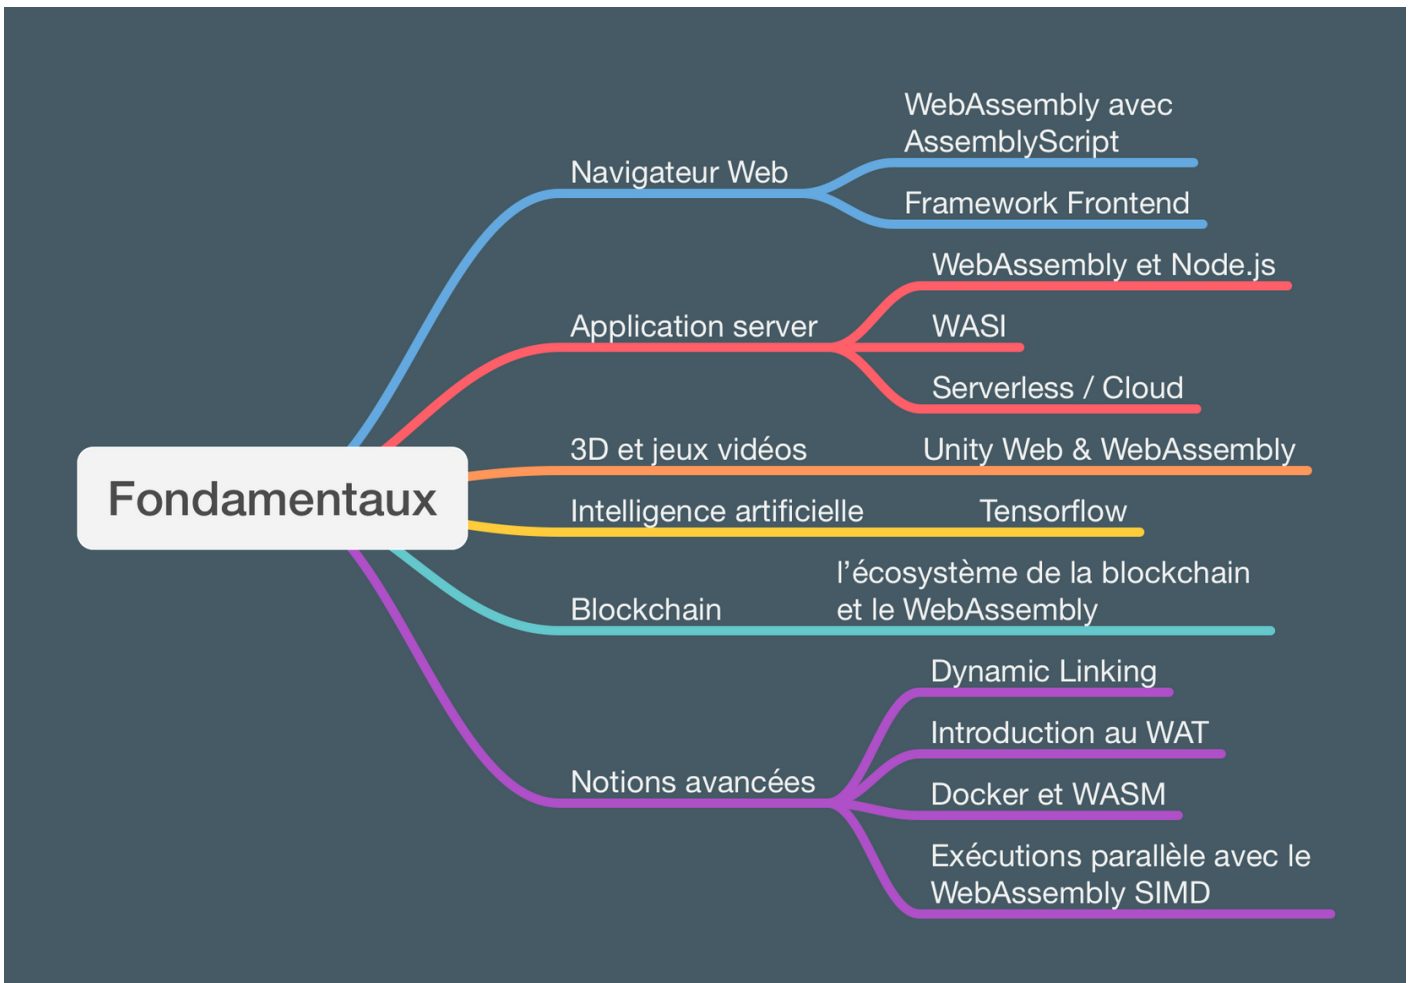 Fondamentaux
Navigateur Web
WebAssembly avec
AssemblyScript
Framework Frontend
Application server
WebAssembly et Node.js
WASI
Serverless / Cloud
3D et jeux vidéos
Unity Web & WebAssembly
Intelligence artificielle
Tensorflow
Blockchain
l’écosystème de la blockchain
et le WebAssembly
Notions avancées
Dynamic Linking
Introduction au WAT
Docker et WASM
Exécutions parallèle avec le
WebAssembly SIMD